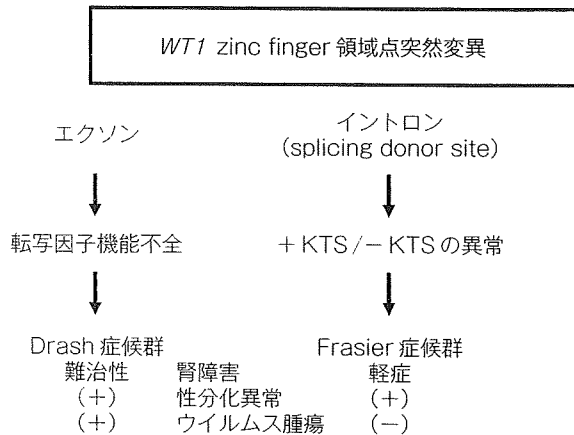 WT1 zinc finger 領域点突然変異
エクソン
イントロン
(splicing donor site)
転写因子機能不全
+KTS/-KTSの異常
Drash 症候群
Frasier 症候群
難治性 腎障害 軽症
(+) 性分化異常 (+)
(+) ウイルムス腫瘍 (-)